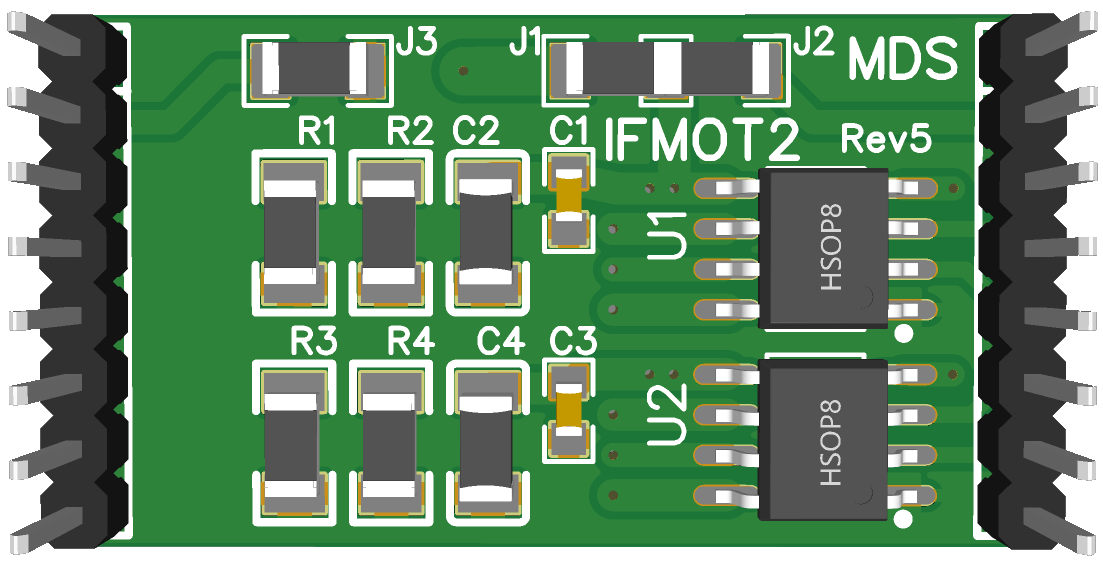 J3
J1
J2
MDS
R1
R2
C2
C1
IFMOT2
Rev5
U1
HSOP8
R3
R4
C4
C3
U2
HSOP8